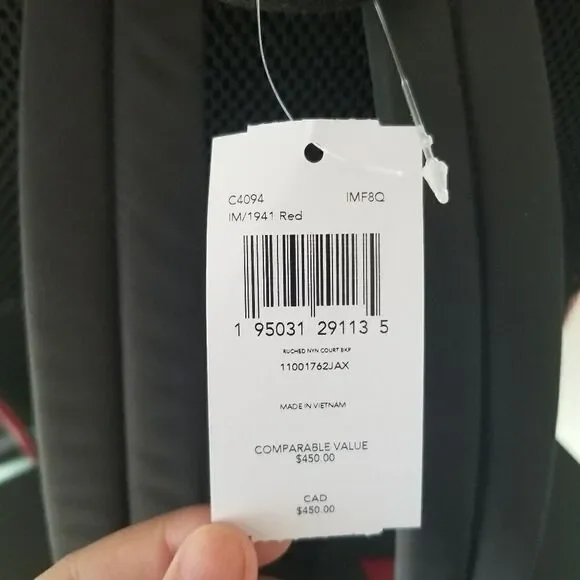 C4094 IMF8Q
IM/1941 Red
1 95031 29113 5
RUCHED NYN COURT BKP
11001762JAX
MADE IN VIETNAM
COMPARABLE VALUE
$450.00
CAD
$450.00